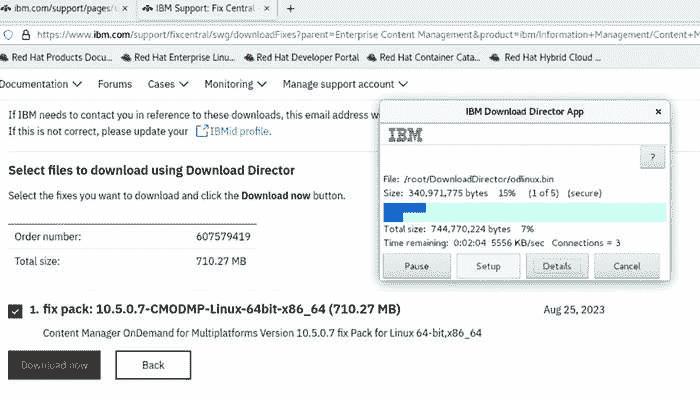 ibm.com/support/pages/
IBM Support: Fix Central -
https://www.ibm.com/support/fixcentral/swg/downloadFixes?parent=Enterprise Content Management&product=ibm/Information+Management/Content+M
Red Hat Products Docu... Red Hat Enterprise Linu... Red Hat Developer Portal Red Hat Container Cata... Red Hat Hybrid Cloud ...
Documentation Forums Cases Monitoring Manage support account
If IBM needs to contact you in reference to these downloads, this email address w
If this is not correct, please update your IBMid profile.
Select files to download using Download Director
Select the fixes you want to download and click the Download now button.
Order number: 607579419
Total size: 710.27 MB
IBM Download Director App
IBM
?
File: /root/DownloadDirector/odlinux.bin
Size: 340,971,775 bytes 15% (1 of 5) (secure)
Total size: 744,770,224 bytes 7%
Time remaining: 0:02:04 5556 KB/sec Connections = 3
Pause Setup Details Cancel
1. fix pack: 10.5.0.7-CMODMP-Linux-64bit-x86_64 (710.27 MB) Aug 25, 2023
Content Manager OnDemand for Multiplatforms Version 10.5.0.7 fix Pack for Linux 64-bit,x86_64
Download now Back